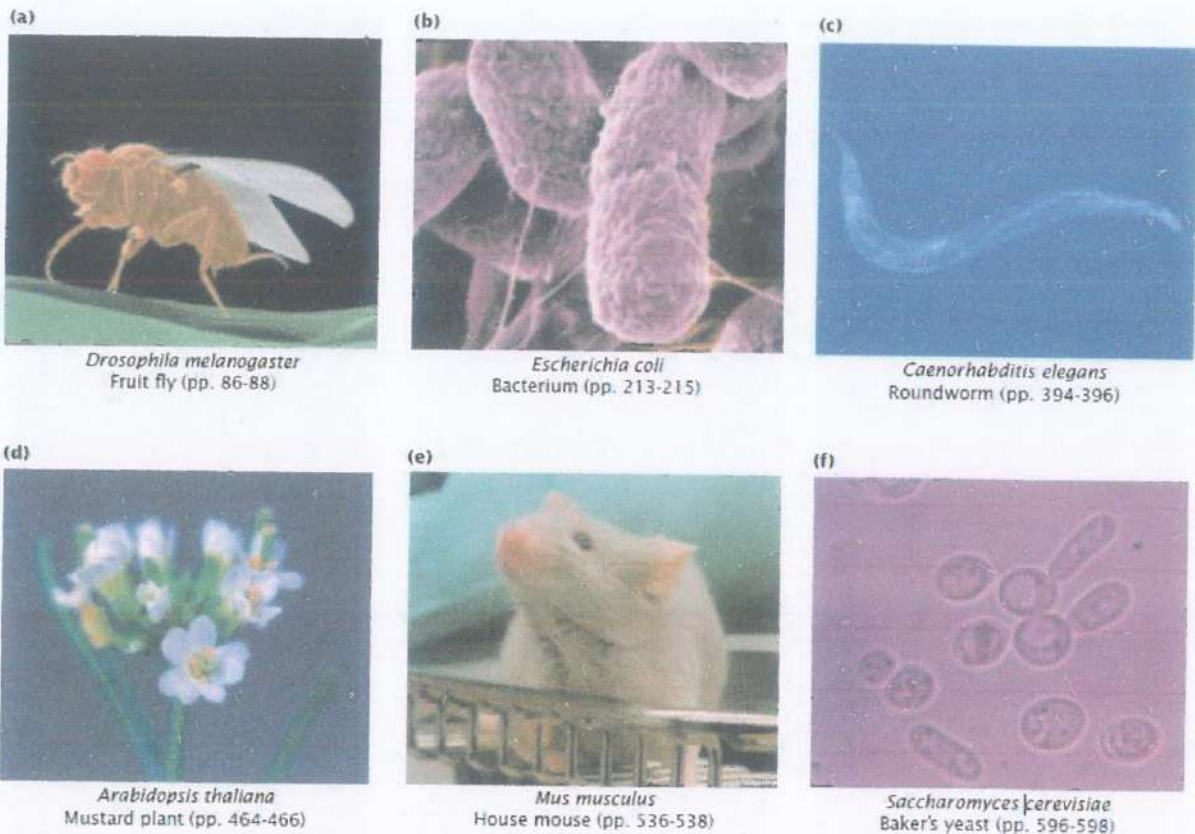 (a)
(b)
(c)
Drosophila melanogaster
Fruit fly (pp. 86-88)
Escherichia coli
Bacterium (pp. 213-215)
Caenorhabditis elegans
Roundworm (pp. 394-396)
(d)
(e)
(f)
Arabidopsis thaliana
Mustard plant (pp. 464-466)
Mus musculus
House mouse (pp. 536-538)
Saccharomyces cerevisiae
Baker's yeast (pp. 596-598)